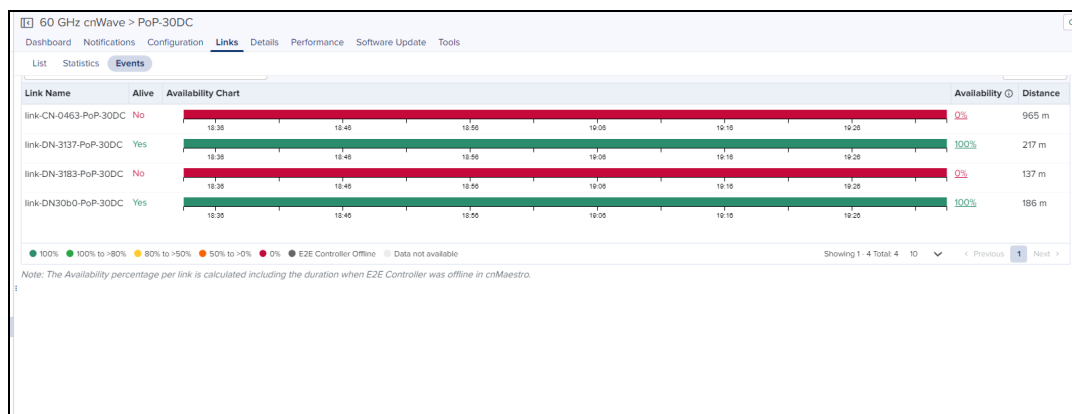 60 GHz cnWave > PoP-30DC
Dashboard Notifications Configuration Links Details Performance Software Update Tools
List Statistics Events
Link Name Alive Availability Chart Availability Distance
link-CN-0463-PoP-30DC No 0% 965 m
18:36 18:46 18:56 19:06 19:16 19:26
link-DN-3137-PoP-30DC Yes 100% 217 m
18:36 18:46 18:56 19:06 19:16 19:26
link-DN-3183-PoP-30DC No 0% 137 m
18:36 18:46 18:56 19:06 19:16 19:26
link-DN30b0-PoP-30DC Yes 100% 186 m
18:36 18:46 18:56 19:06 19:16 19:26
100% 100% to >80% 80% to >50% 50% to >0% 0% E2E Controller Offline Data not available Showing 1 - 4 Total: 4 10 < Previous 1 Next >
Note: The Availability percentage per link is calculated including the duration when E2E Controller was offline in cnMaestro.